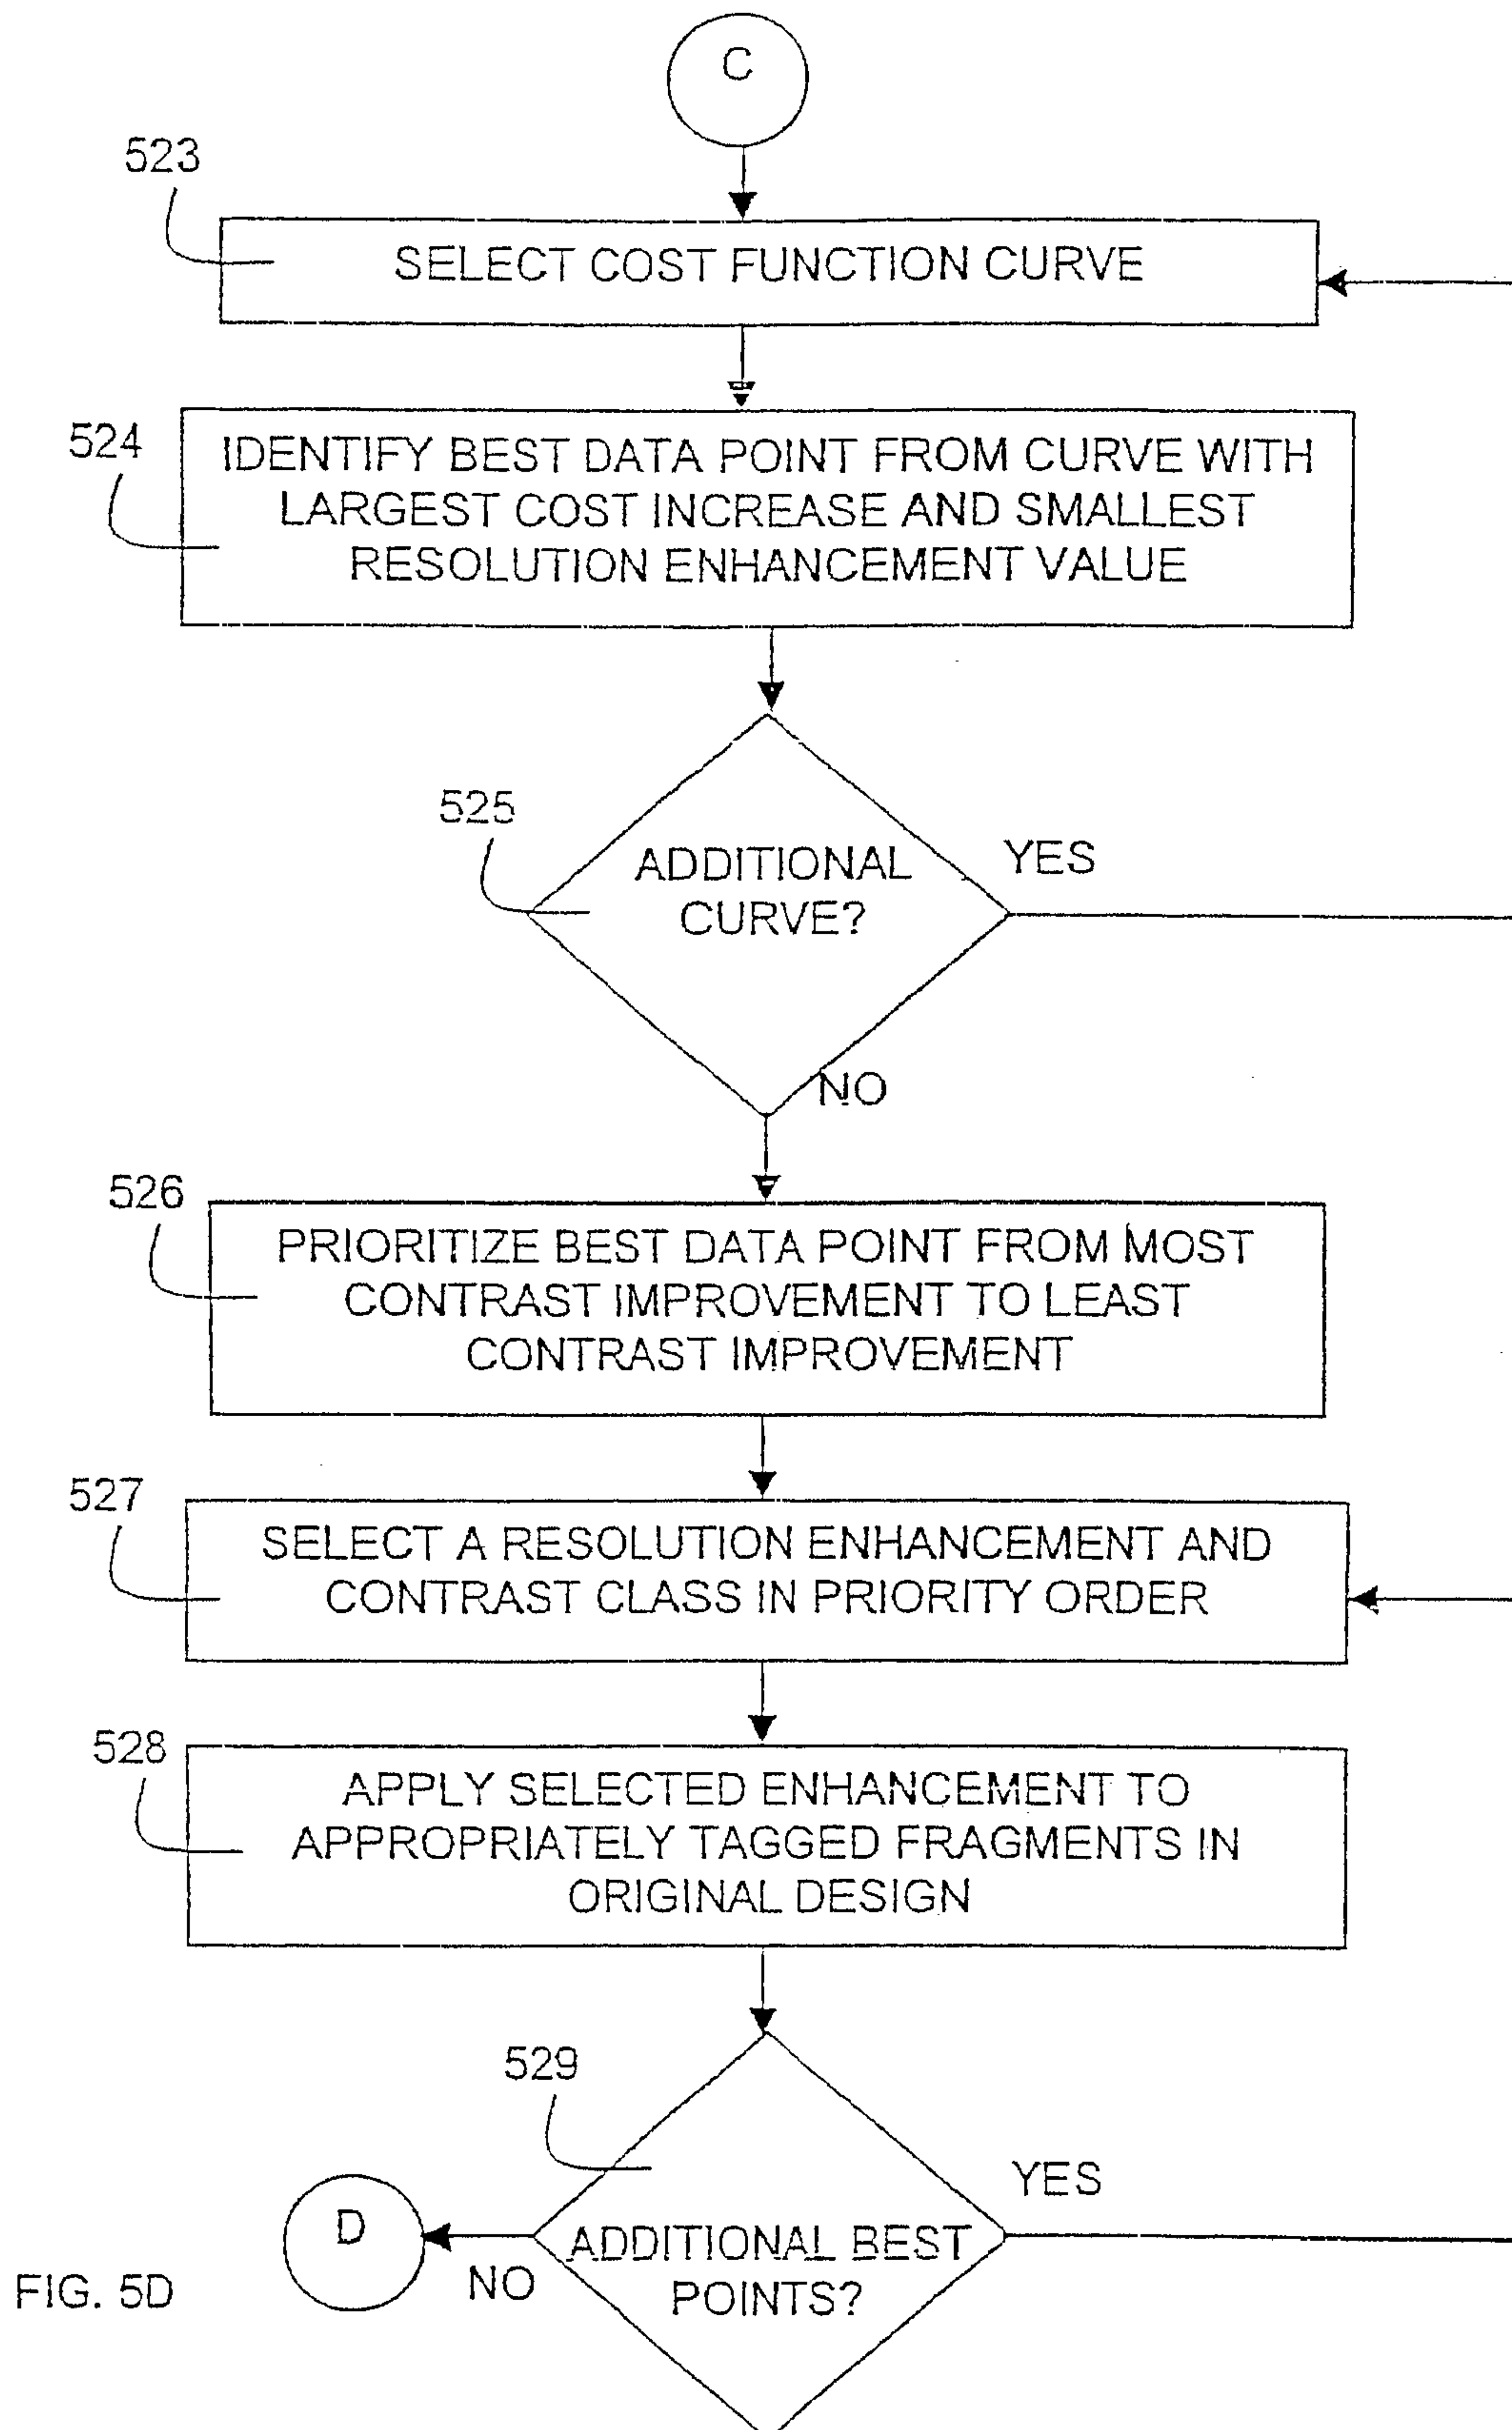 C
523
SELECT COST FUNCTION CURVE
524
IDENTIFY BEST DATA POINT FROM CURVE WITH
LARGEST COST INCREASE AND SMALLEST
RESOLUTION ENHANCEMENT VALUE
525
ADDITIONAL
CURVE?
YES
NO
526
PRIORITIZE BEST DATA POINT FROM MOST
CONTRAST IMPROVEMENT TO LEAST
CONTRAST IMPROVEMENT
527
SELECT A RESOLUTION ENHANCEMENT AND
CONTRAST CLASS IN PRIORITY ORDER
528
APPLY SELECTED ENHANCEMENT TO
APPROPRIATELY TAGGED FRAGMENTS IN
ORIGINAL DESIGN
529
YES
D
NO
ADDITIONAL BEST
POINTS?
FIG. 5D